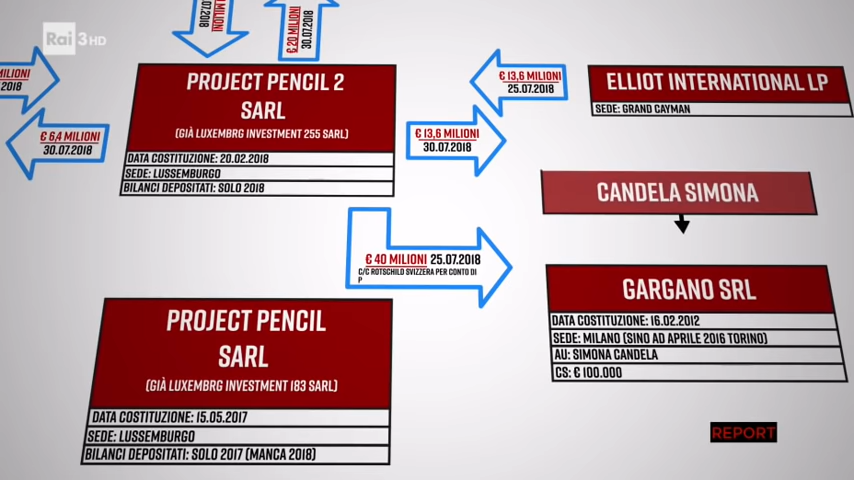 Rai 3 HD
MILIONI
.07.2018
€ 20 MILIONI
30.07.2018
MILIONI
2018
€ 6,4 MILIONI
30.07.2018
PROJECT PENCIL 2
SARL
(GIÀ LUXEMBRG INVESTMENT 255 SARL)
DATA COSTITUZIONE: 20.02.2018
SEDE: LUSSEMBURGO
BILANCI DEPOSITATI: SOLO 2018
€ 13,6 MILIONI
25.07.2018
€ 13,6 MILIONI
30.07.2018
ELLIOT INTERNATIONAL LP
SEDE: GRAND CAYMAN
CANDELA SIMONA
€ 40 MILIONI 25.07.2018
C/C ROTSCHILD SVIZZERA PER CONTO DI
P
GARGANO SRL
DATA COSTITUZIONE: 16.02.2012
SEDE: MILANO (SINO AD APRILE 2016 TORINO)
AU: SIMONA CANDELA
CS: € 100.000
PROJECT PENCIL
SARL
(GIÀ LUXEMBRG INVESTMENT 183 SARL)
DATA COSTITUZIONE: 15.05.2017
SEDE: LUSSEMBURGO
BILANCI DEPOSITATI: SOLO 2017 (MANCA 2018)
REPORT